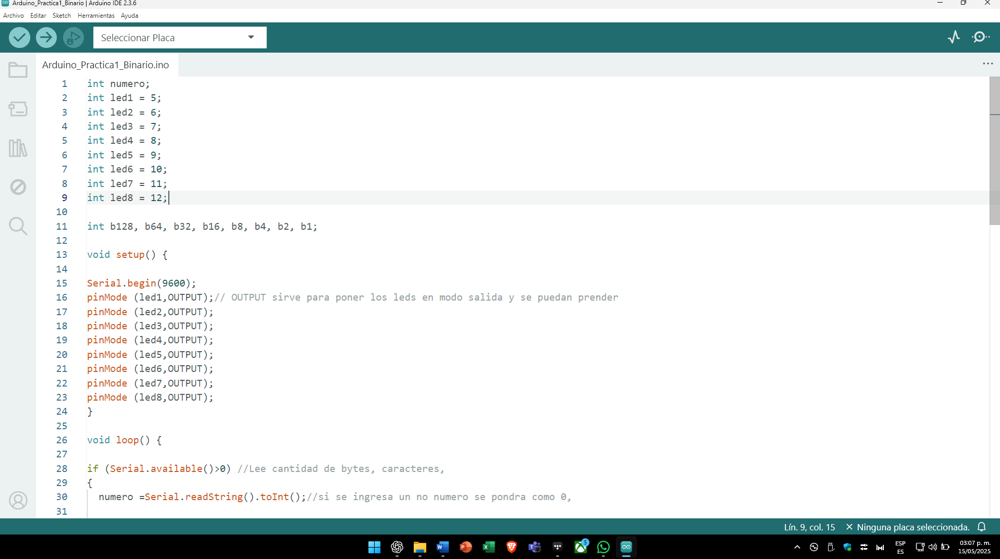 Arduino_Practica1_Binario | Arduino IDE 2.3.6
Archivo Editar Sketch Herramientas Ayuda
Seleccionar Placa
Arduino_Practica1_Binario.ino
1 int numero;
2 int led1 = 5;
3 int led2 = 6;
4 int led3 = 7;
5 int led4 = 8;
6 int led5 = 9;
7 int led6 = 10;
8 int led7 = 11;
9 int led8 = 12;
10
11 int b128, b64, b32, b16, b8, b4, b2, b1;
12
13 void setup() {
14
15 Serial.begin(9600);
16 pinMode (led1,OUTPUT);// OUTPUT sirve para poner los leds en modo salida y se puedan prender
17 pinMode (led2,OUTPUT);
18 pinMode (led3,OUTPUT);
19 pinMode (led4,OUTPUT);
20 pinMode (led5,OUTPUT);
21 pinMode (led6,OUTPUT);
22 pinMode (led7,OUTPUT);
23 pinMode (led8,OUTPUT);
24 }
25
26 void loop() {
27
28 if (Serial.available()>0) //Lee cantidad de bytes, caracteres,
29 {
30 numero =Serial.readString().toInt();//si se ingresa un no numero se pondra como 0,
31
Lín. 9, col. 15 Ninguna placa seleccionada.
5
ESP
ES
03:07 p. m.
15/05/2025